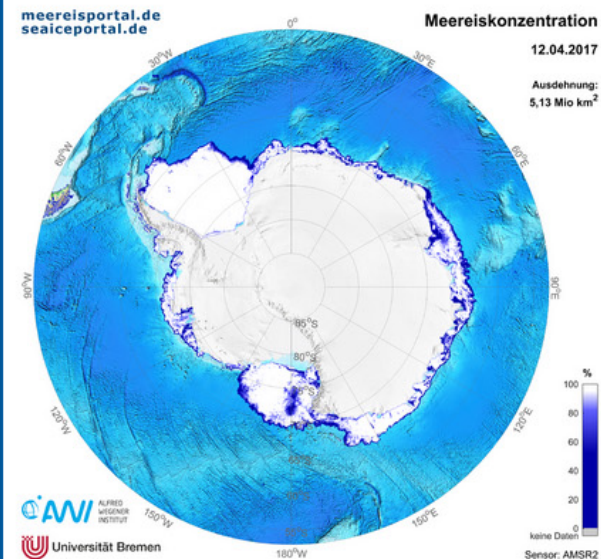 meereisportal.de
seaiceportal.de
Meereiskonzentration
12.04.2017
Ausdehnung:
5,13 Mio km²
0°
30°W
30°E
60°W
60°E
90°W
90°E
85°S
80°S
120°W
120°E
150°W
150°E
180°W
%
100
80
60
40
20
0
keine Daten
Sensor: AMSR2
AWI
ALFRED
WEGENER
INSTITUT
Universität Bremen